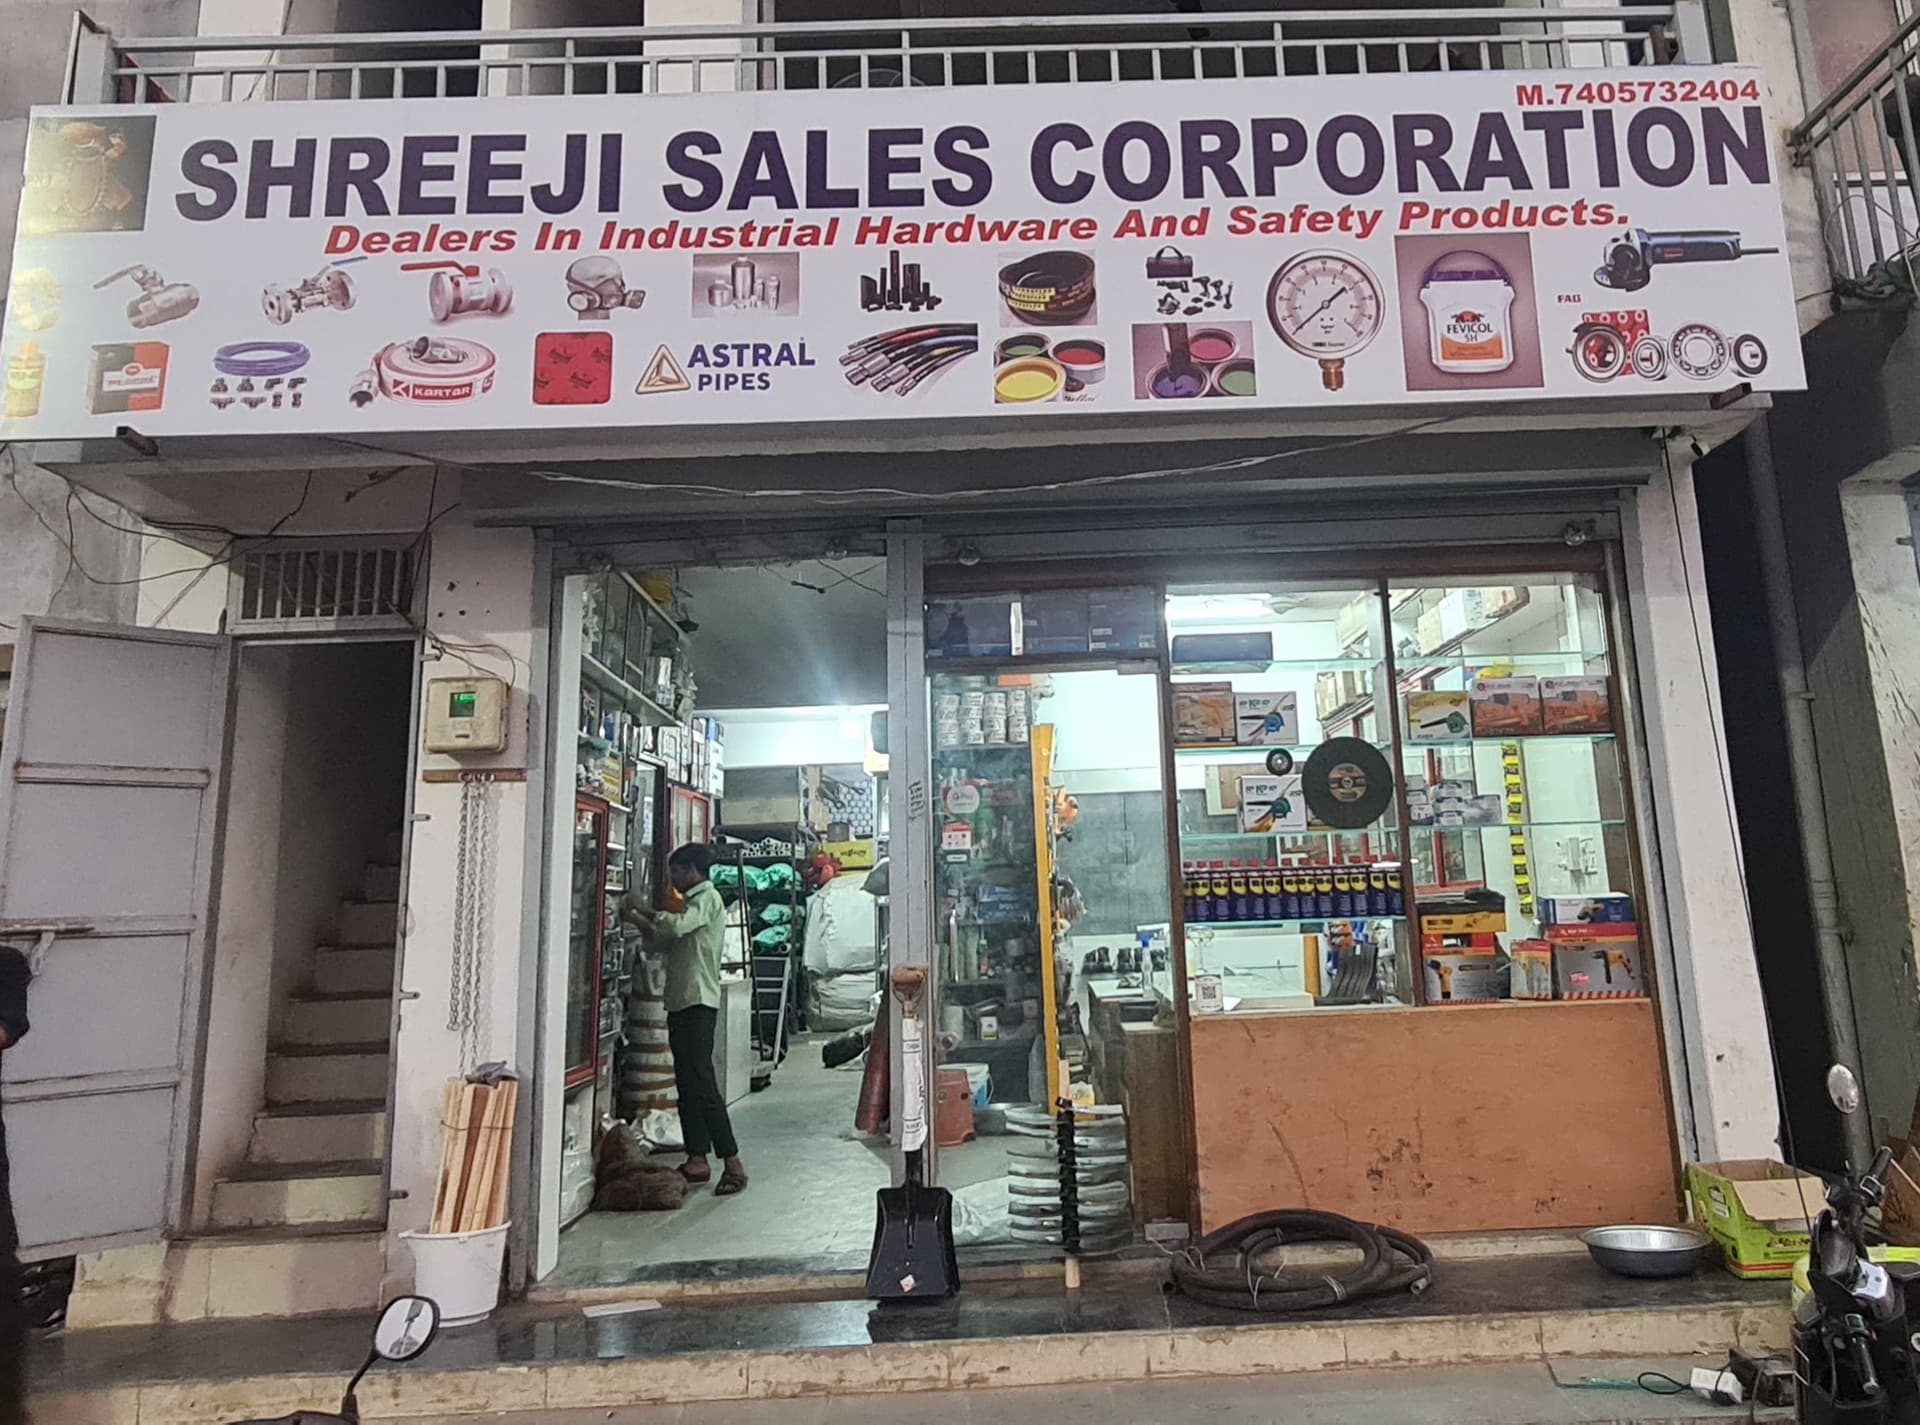 M.7405732404
SHREEJI SALES CORPORATION
Dealers In Industrial Hardware And Safety Products.
FAG
FEVICOL
SH
KARTAR
ASTRAL
PIPES